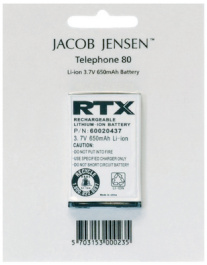 JACOB JENSEN™
Telephone 80
Li-ion 3.7V 650mAh Battery
RTX
RECHARGEABLE
LITHIUM-ION BATTERY
P/N: 60020437
3.7V 650mAh Li-ion
CAUTION:
DO NOT PUT INTO FIRE
USE SPECIFIED CHARGER ONLY
DO NOT SHORT CIRCUIT BATTERY
5 703153 000235